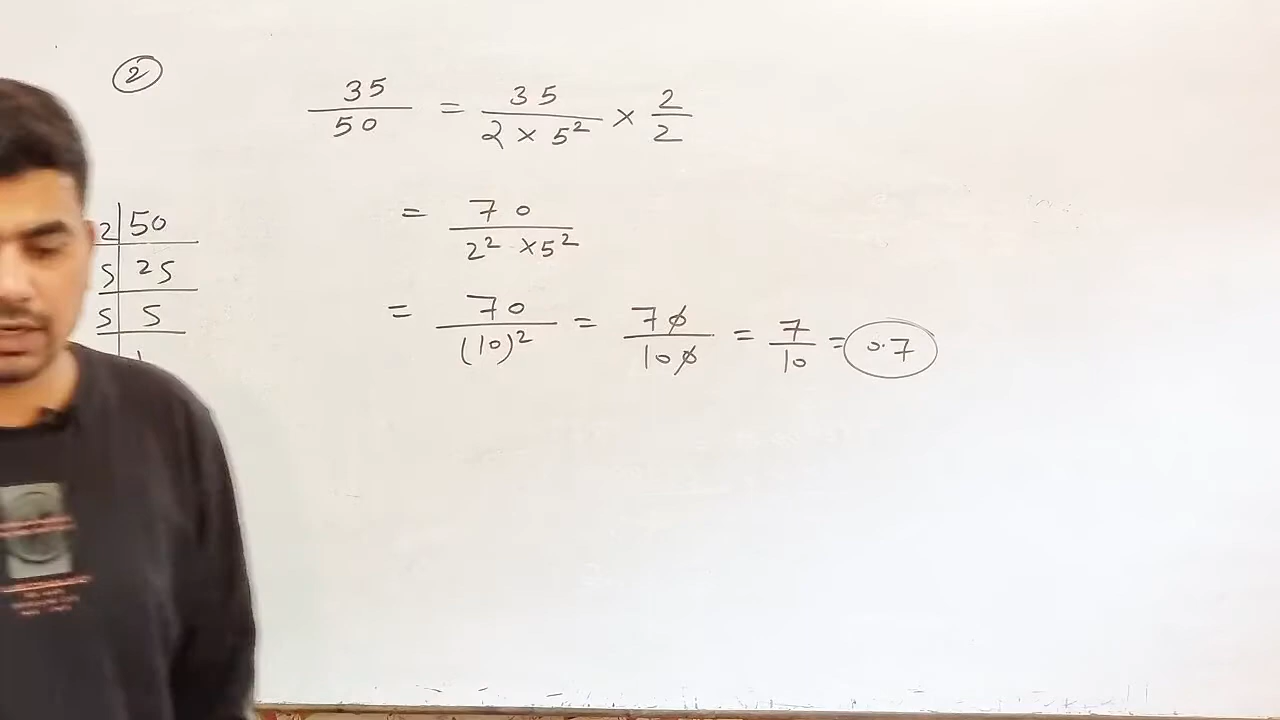 ②
35/50 = 35/(2 × 5²) × 2/2
= 70/(2² × 5²)
= 70/(10)² = 70/100 = 7/10 = 0.7
2 | 50
5 | 25
5 | 5
1